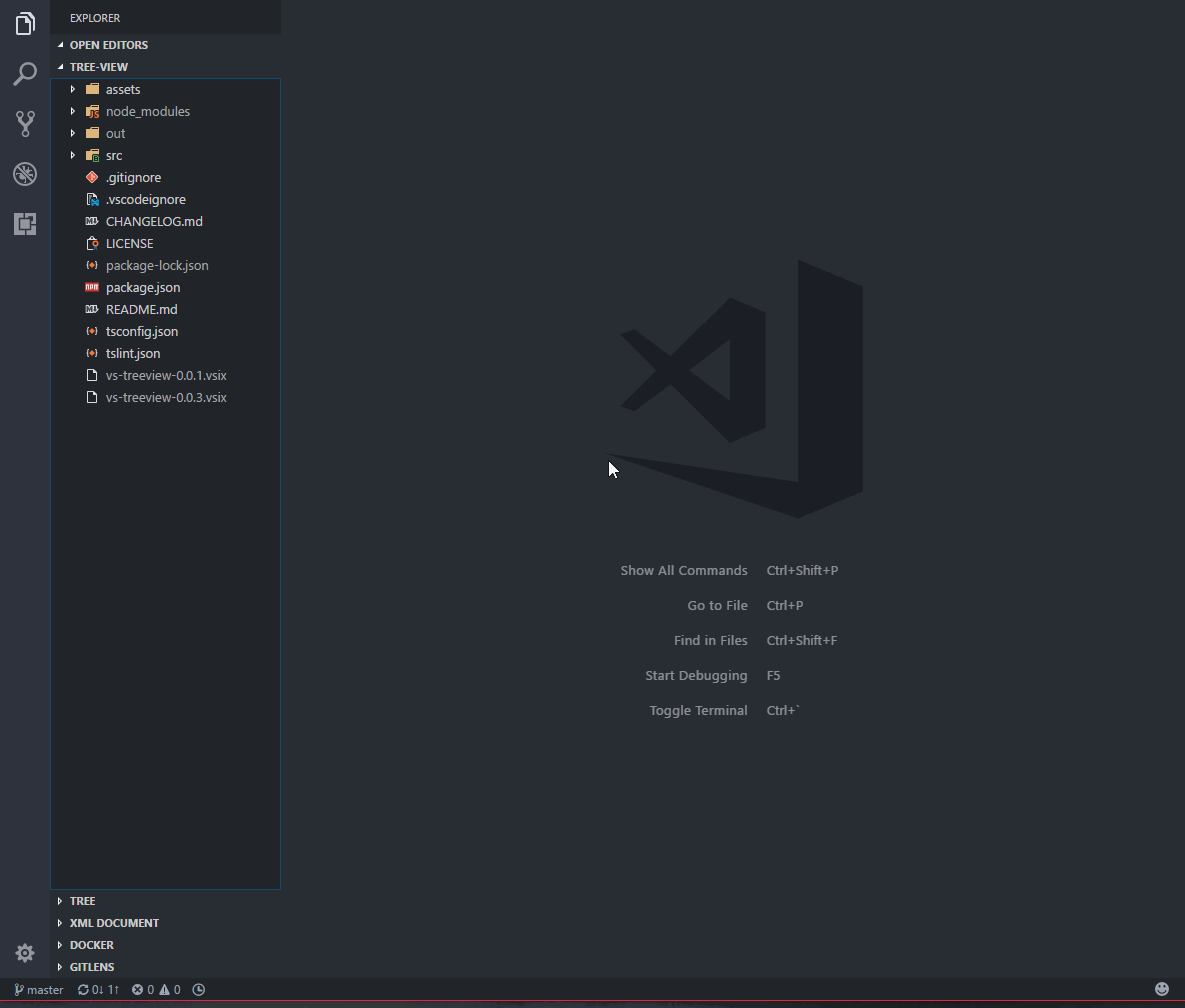 EXPLORER
OPEN EDITORS
TREE-VIEW
assets
node_modules
out
src
.gitignore
.vscodeignore
CHANGELOG.md
LICENSE
package-lock.json
package.json
README.md
tsconfig.json
tslint.json
vs-treeview-0.0.1.vsix
vs-treeview-0.0.3.vsix
TREE
XML DOCUMENT
DOCKER
GITLENS
Show All Commands Ctrl+Shift+P
Go to File Ctrl+P
Find in Files Ctrl+Shift+F
Start Debugging F5
Toggle Terminal Ctrl+`
master 0↓ 1↑ 0 0